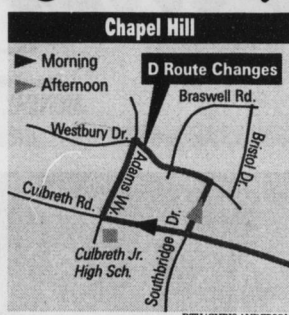 Chapel Hill
Morning
Afternoon
D Route Changes
Braswell Rd.
Westbury Dr.
Bristol Dr.
Adams Wy.
Culbreth Rd.
Southbridge Dr.
Culbreth Jr.
High Sch.